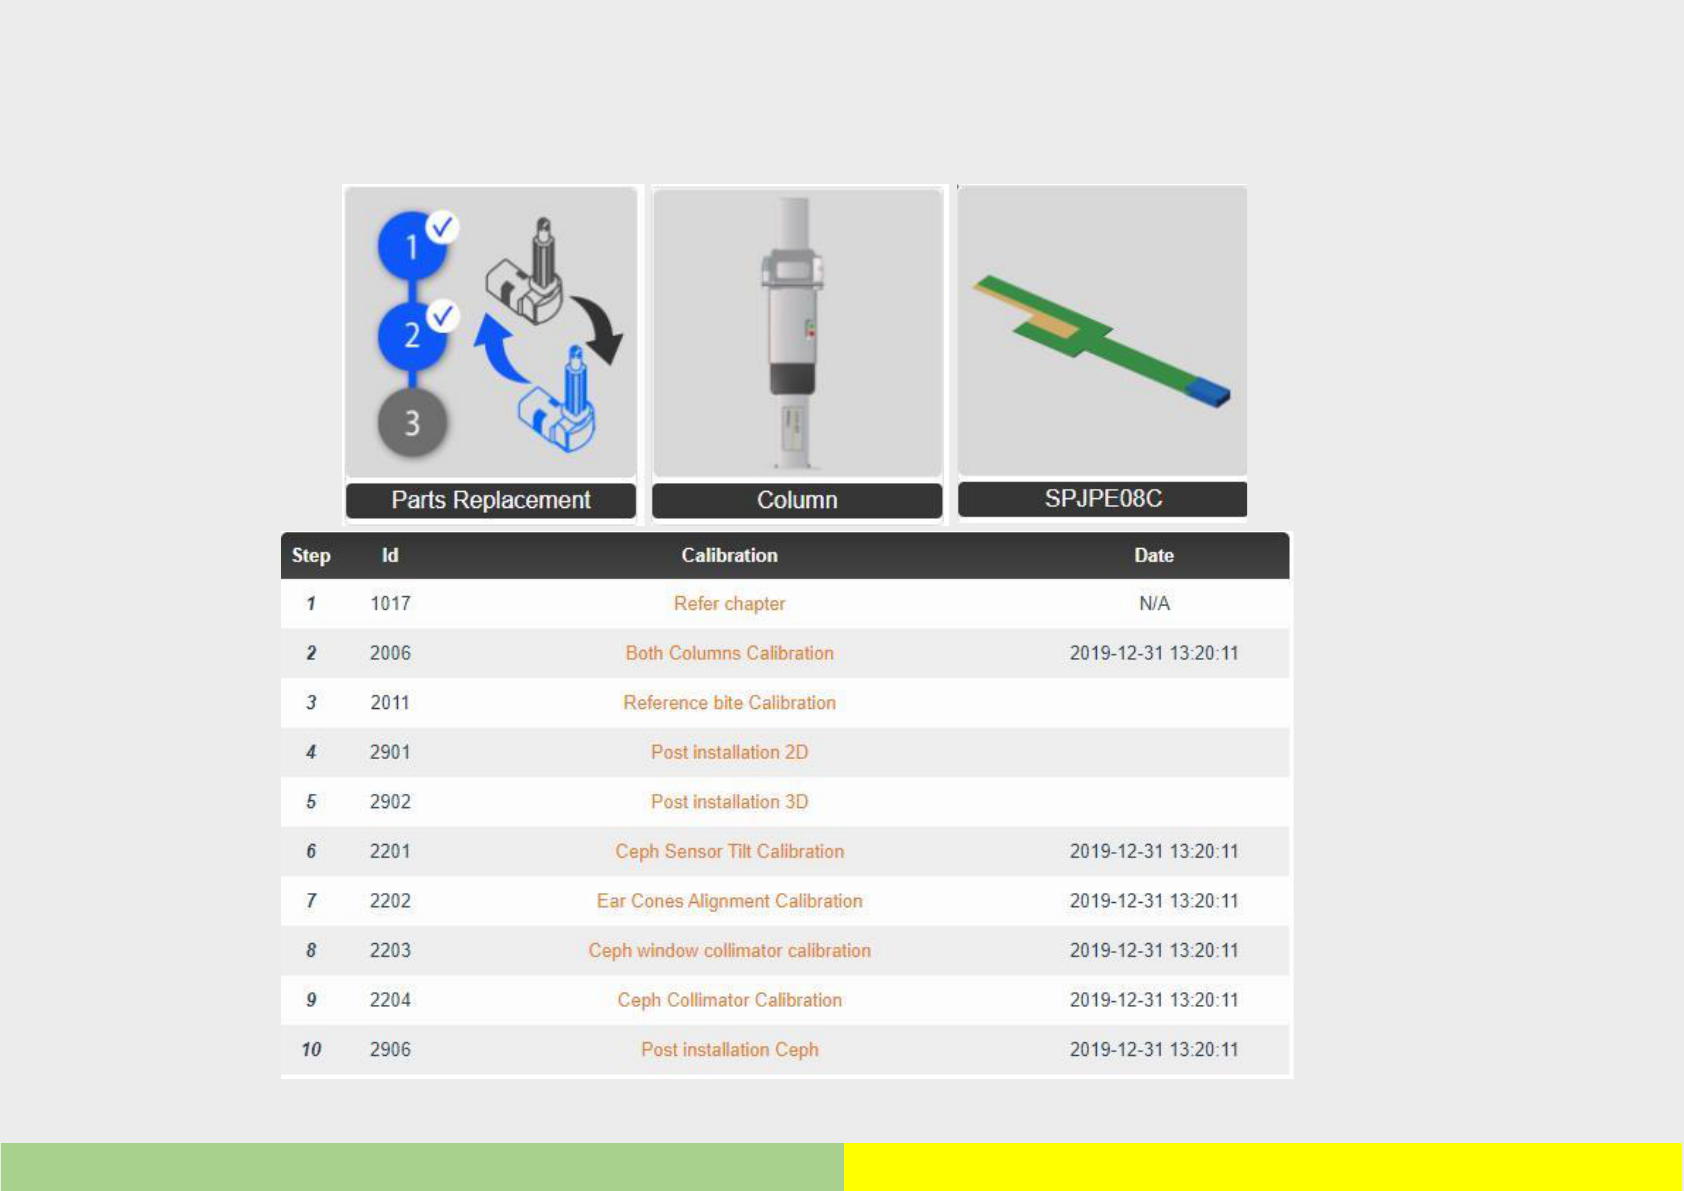 1
2
3
Parts Replacement
Column
SPJPE08C
Step Id Calibration Date
1 1017 Refer chapter N/A
2 2006 Both Columns Calibration 2019-12-31 13:20:11
3 2011 Reference bite Calibration
4 2901 Post installation 2D
5 2902 Post installation 3D
6 2201 Ceph Sensor Tilt Calibration 2019-12-31 13:20:11
7 2202 Ear Cones Alignment Calibration 2019-12-31 13:20:11
8 2203 Ceph window collimator calibration 2019-12-31 13:20:11
9 2204 Ceph Collimator Calibration 2019-12-31 13:20:11
10 2906 Post installation Ceph 2019-12-31 13:20:11